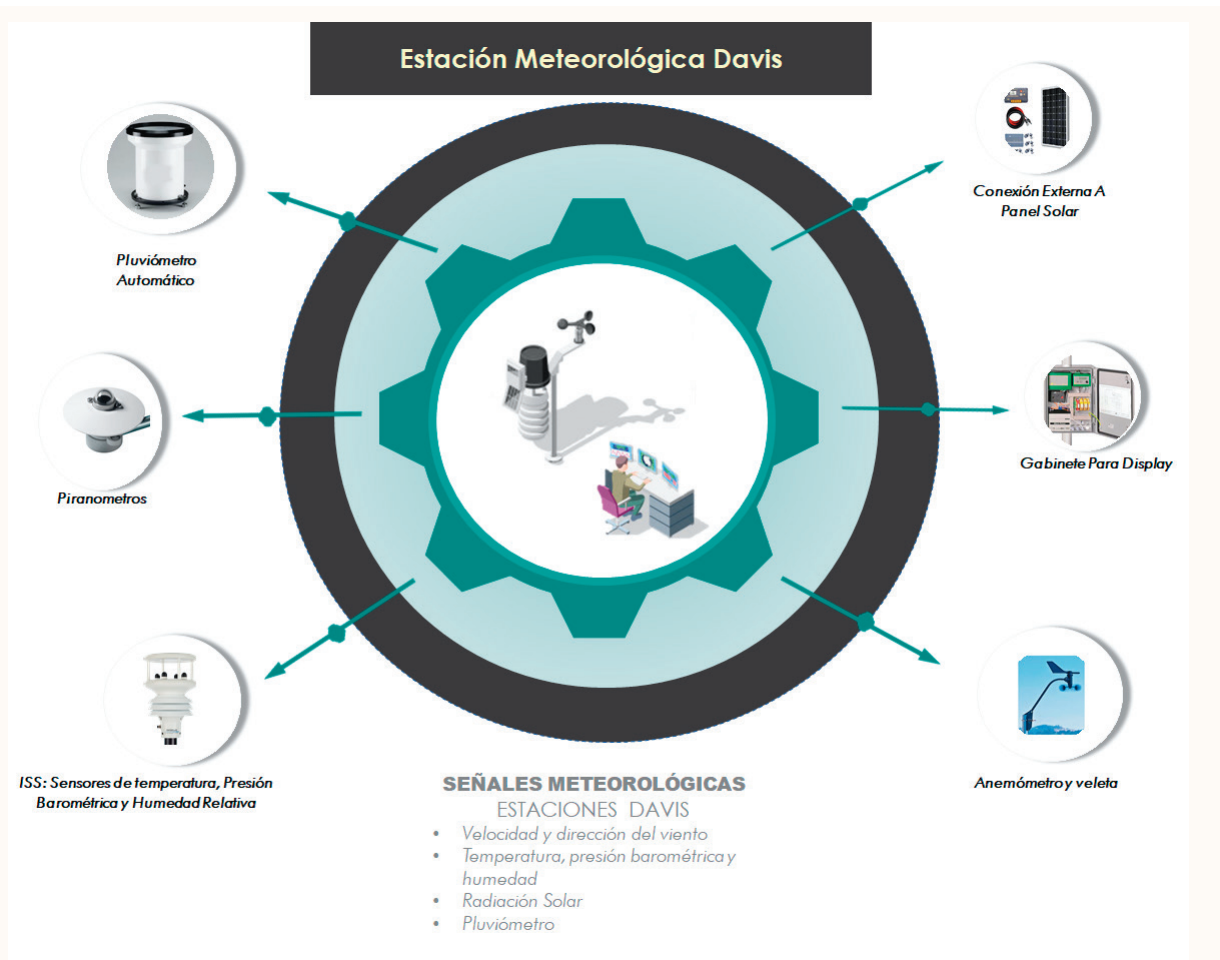 Estación Meteorológica Davis
Conexión Externa A
Panel Solar
Pluviómetro
Automático
Gabinete Para Display
Piranometros
ISS: Sensores de temperatura, Presión
Barométrica y Humedad Relativa
Anemómetro y veleta
SEÑALES METEOROLÓGICAS
ESTACIONES DAVIS
• Velocidad y dirección del viento
• Temperatura, presión barométrica y
humedad
• Radiación Solar
• Pluviómetro